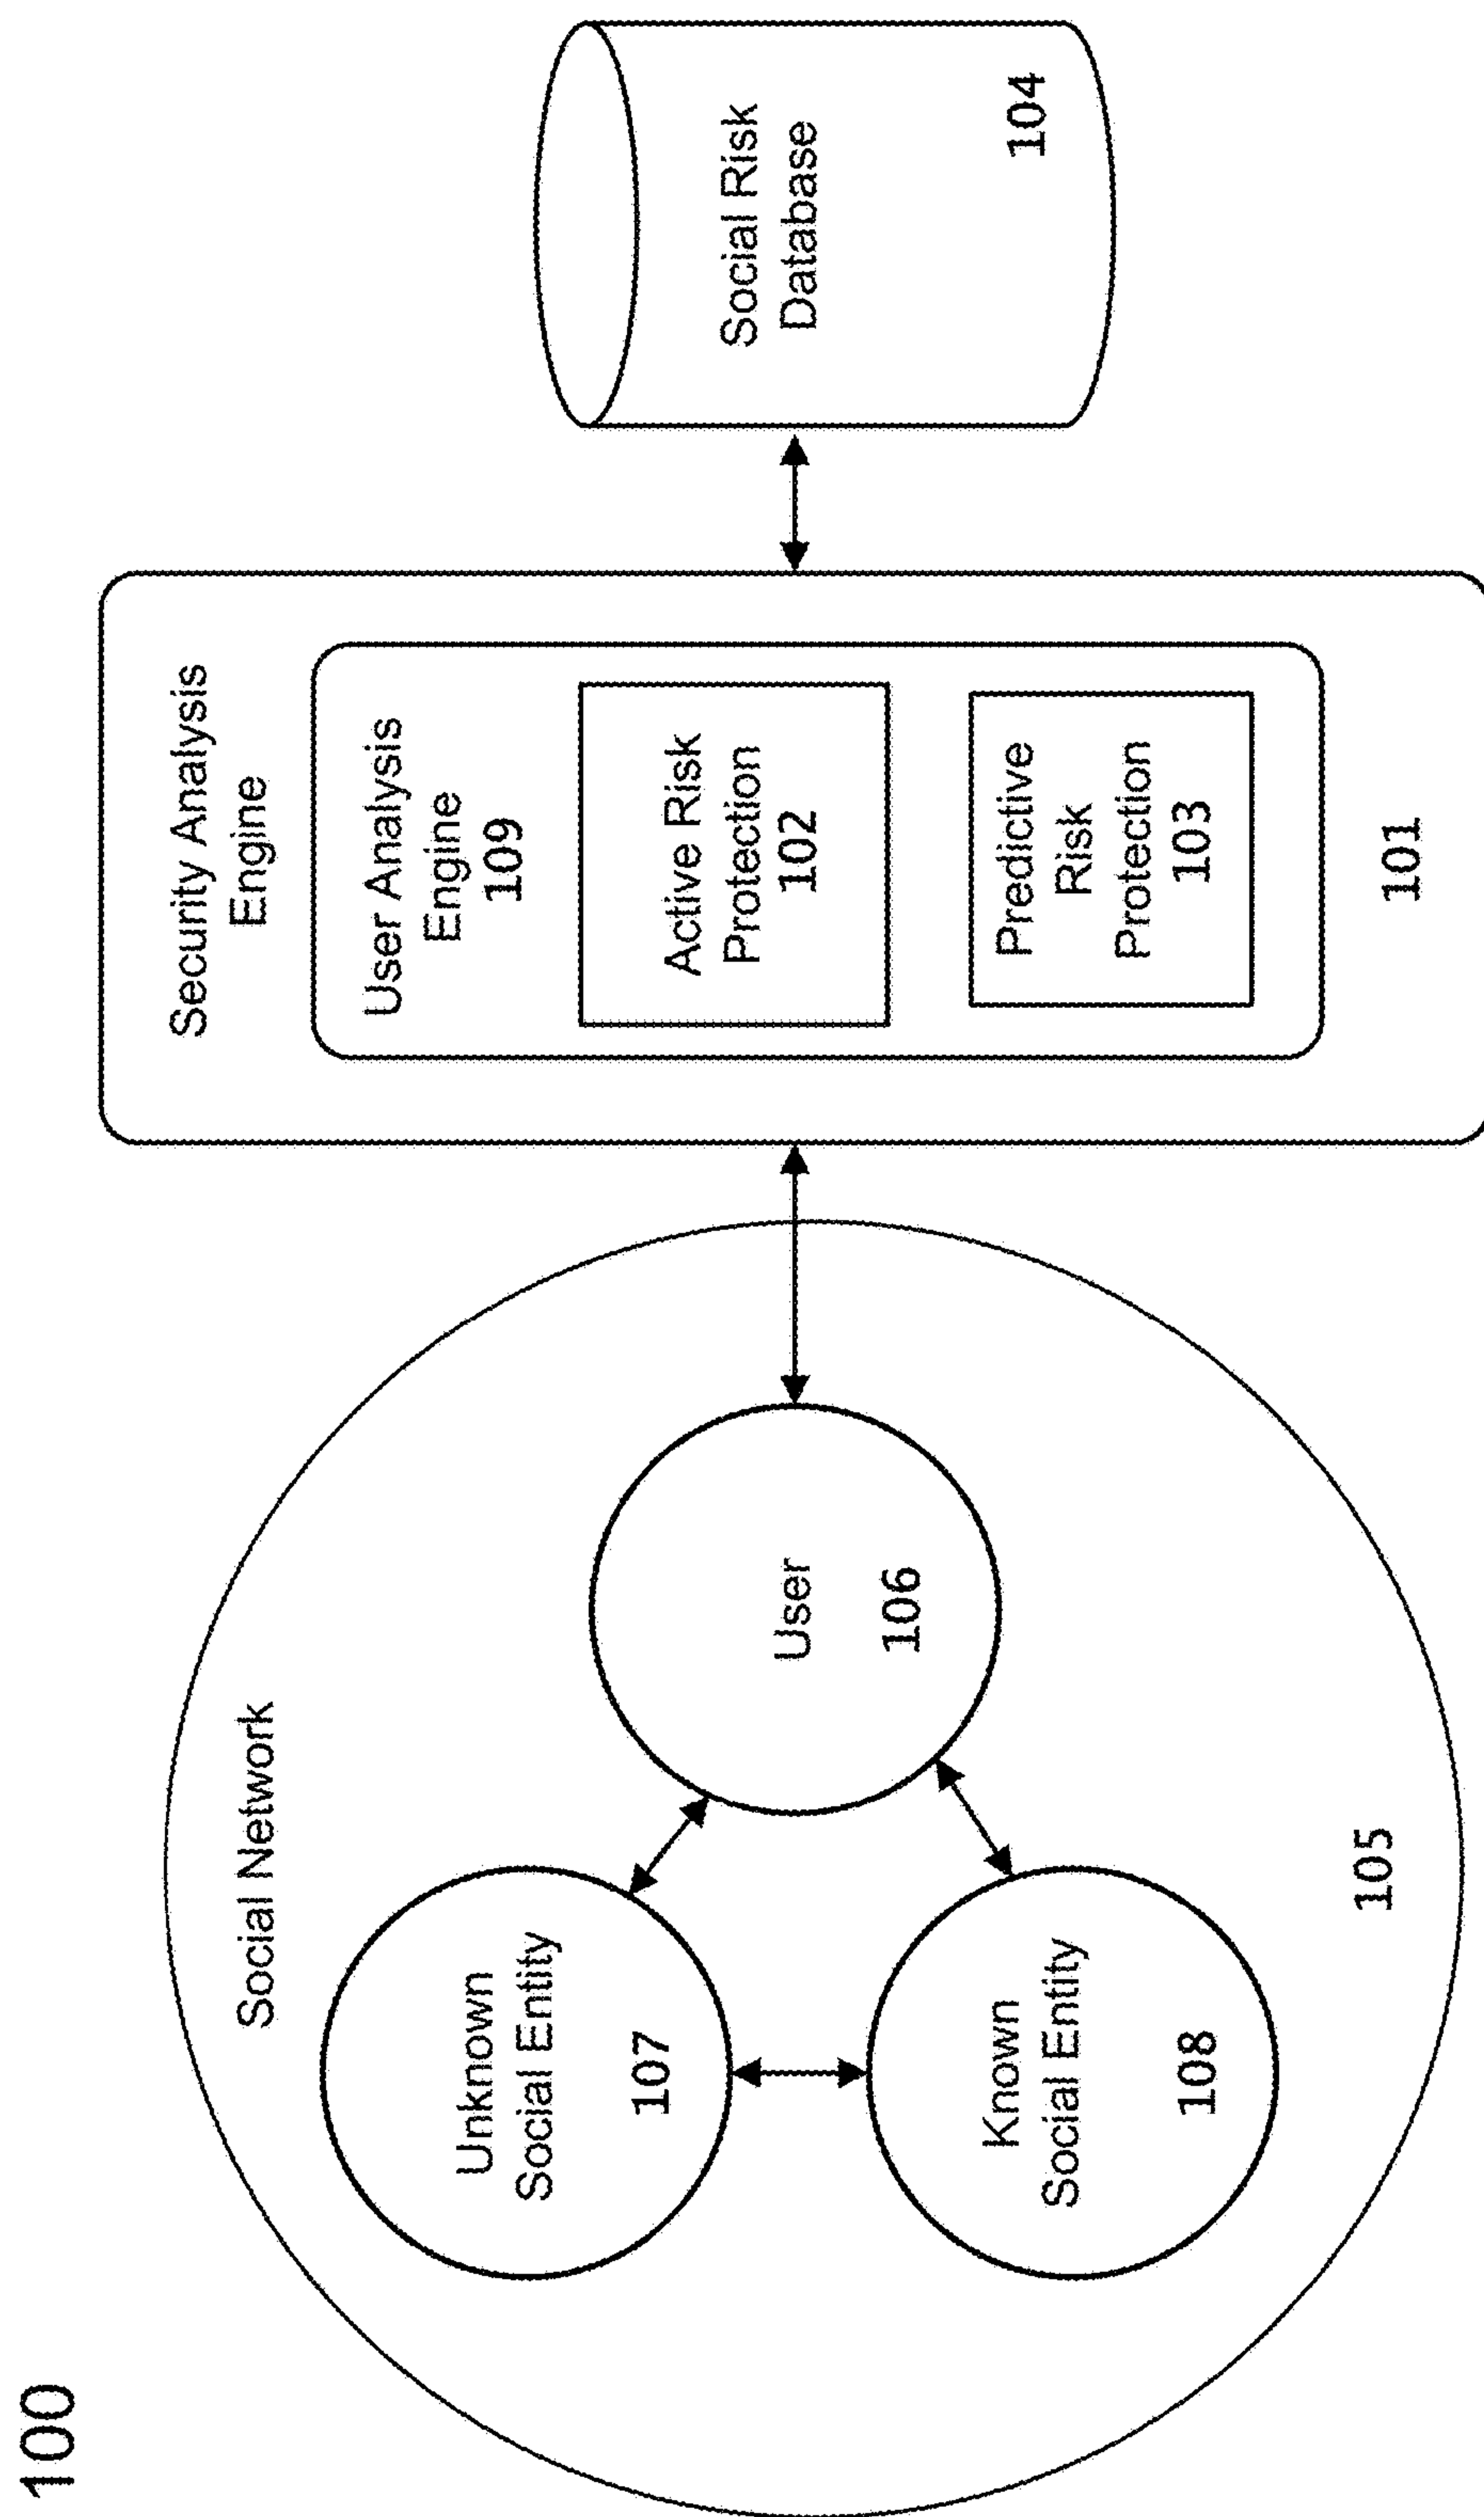 100
Social Network
Unknown
Social Entity
107
Known
Social Entity
108
User
106
105
Security Analysis
Engine
User Analysis
Engine
109
Active Risk
Protection
102
Predictive
Risk
Protection
103
101
Social Risk
Database
104